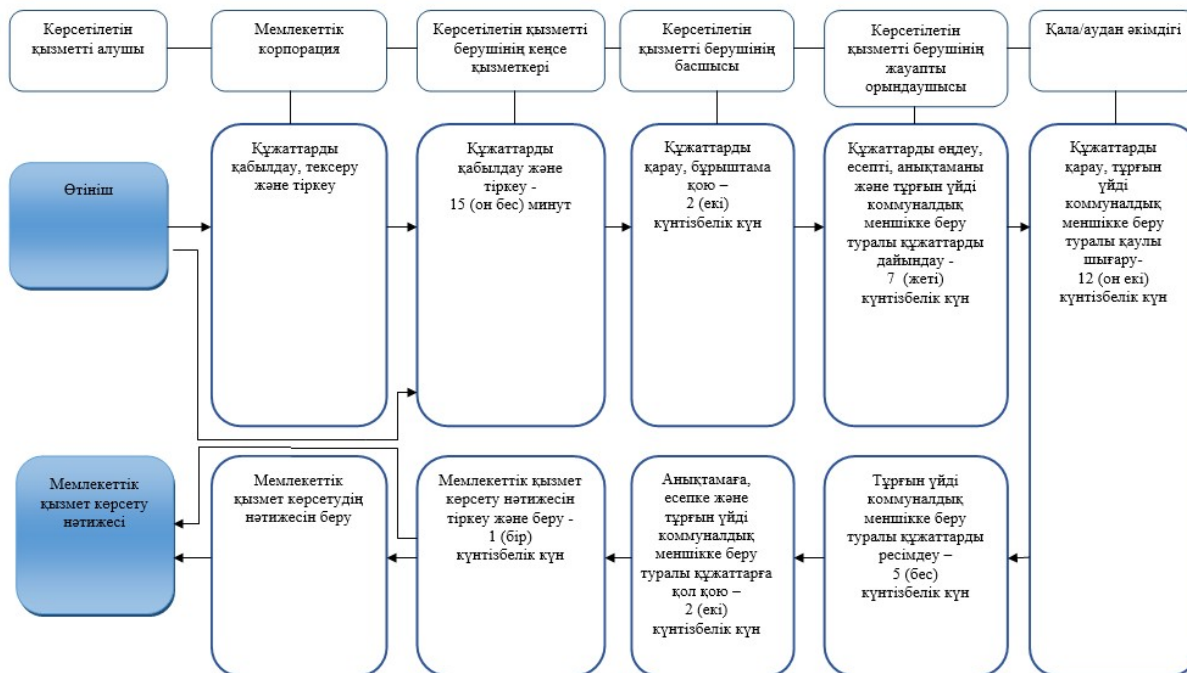 Көрсетілетін
қызметті алушы
Мемлекеттік
корпорация
Көрсетілетін қызметті
берушінің кеңсе
қызметкері
Көрсетілетін
қызметті берушінің
басшысы
Көрсетілетін
қызметті берушінің
жауапты
орындаушысы
Қала/аудан әкімдігі
Өтініш
Құжаттарды
қабылдау, тексеру
және тіркеу
Құжаттарды
қабылдау және
тіркеу -
15 (он бес) минут
Құжаттарды
қарау, бұрыштама
қою –
2 (екі)
күнтізбелік күн
Құжаттарды өңдеу,
есепті, анықтаманы
және тұрғын үйді
коммуналдық
меншікке беру
туралы құжаттарды
дайындау -
7 (жеті)
күнтізбелік күн
Құжаттарды
қарау, тұрғын
үйді
коммуналдық
меншікке беру
туралы қаулы
шығару-
12 (он екі)
күнтізбелік күн
Мемлекеттік
қызмет көрсету
нәтижесі
Мемлекеттік
қызмет көрсетудің
нәтижесін беру
Мемлекеттік қызмет
көрсету нәтижесін
тіркеу және беру -
1 (бір)
күнтізбелік күн
Анықтамаға,
есепке және
тұрғын үйді
коммуналдық
меншікке беру
туралы құжаттарға
қол қою –
2 (екі)
күнтізбелік күн
Тұрғын үйді
коммуналдық
меншікке беру
туралы құжаттарды
ресімдеу –
5 (бес)
күнтізбелік күн